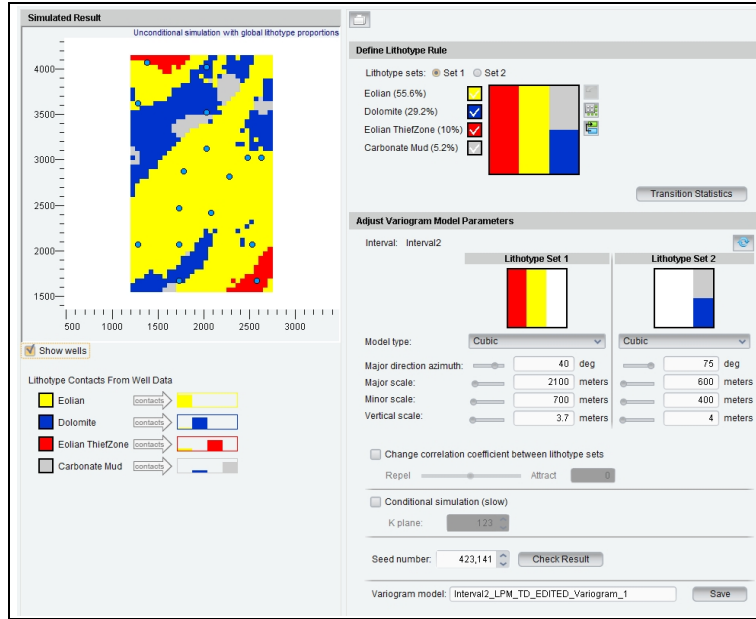 Simulated Result
Unconditional simulation with global lithotype proportions
4000
3500
3000
2500
2000
1500
500 1000 1500 2000 2500 3000
Show wells
Lithotype Contacts From Well Data
Eolian contacts
Dolomite contacts
Eolian ThiefZone contacts
Carbonate Mud contacts
Define Lithotype Rule
Lithotype sets: Set 1 Set 2
Eolian (55.6%)
Dolomite (29.2%)
Eolian ThiefZone (10%)
Carbonate Mud (5.2%)
Transition Statistics
Adjust Variogram Model Parameters
Interval: Interval2
Lithotype Set 1 Lithotype Set 2
Model type: Cubic Cubic
Major direction azimuth: 40 deg 75 deg
Major scale: 2100 meters 600 meters
Minor scale: 700 meters 400 meters
Vertical scale: 3.7 meters 4 meters
Change correlation coefficient between lithotype sets
Repel Attract 0
Conditional simulation (slow)
K plane: 123
Seed number: 423,141 Check Result
Variogram model: Interval2_LPM_TD_EDITED_Variogram_1 Save